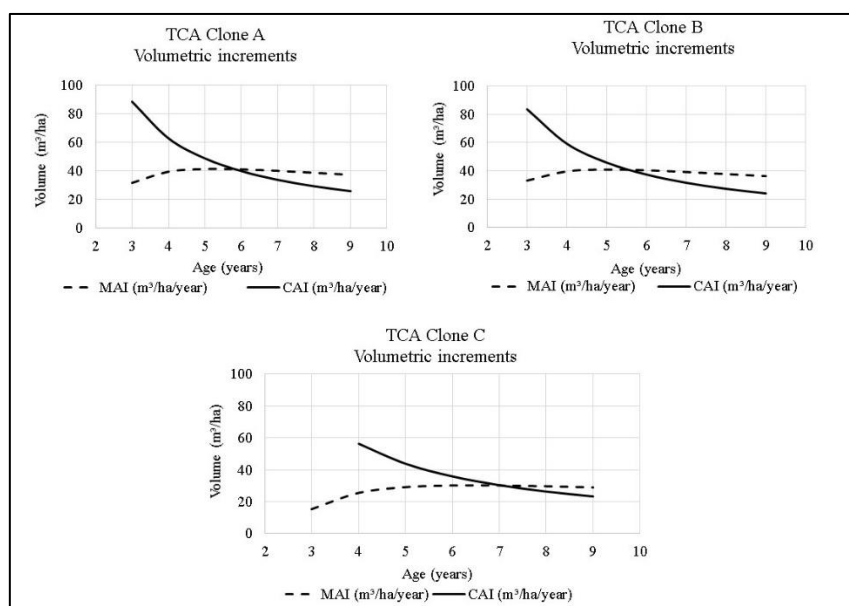 TCA Clone A
Volumetric increments
100
80
60
40
20
0
Volume (m³/ha)
2 3 4 5 6 7 8 9 10
Age (years)
MAI (m³/ha/year) CAI (m³/ha/year)
TCA Clone B
Volumetric increments
100
80
60
40
20
0
Volume (m³/ha)
2 3 4 5 6 7 8 9 10
Age (years)
MAI (m³/ha/year) CAI (m³/ha/year)
TCA Clone C
Volumetric increments
100
80
60
40
20
0
Volume (m³/ha)
2 3 4 5 6 7 8 9 10
Age (years)
MAI (m³/ha/year) CAI (m³/ha/year)